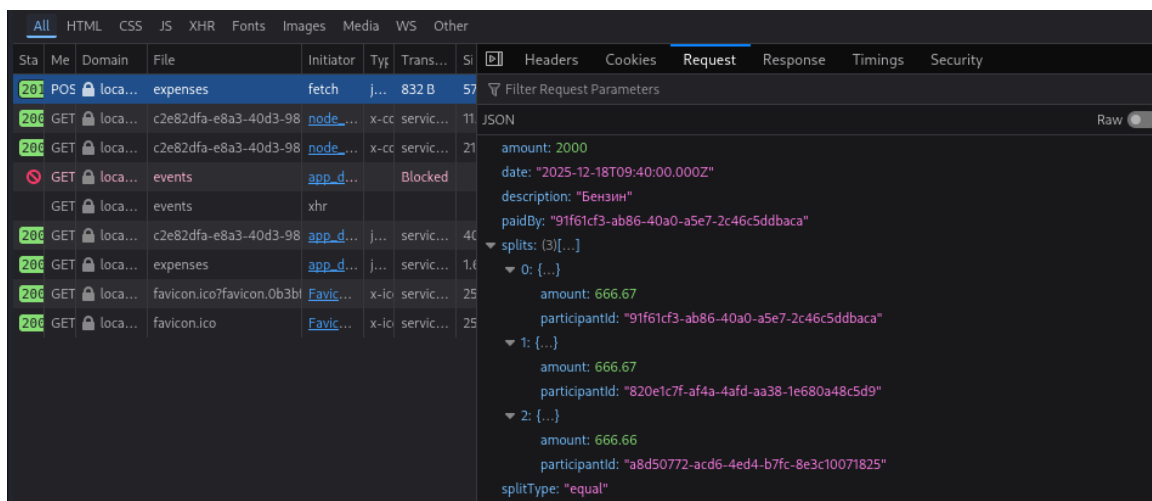 All HTML CSS JS XHR Fonts Images Media WS Other
Sta Me Domain File Initiator Typ Trans... Si Headers Cookies Request Response Timings Security
201 POS loca... expenses fetch j... 832 B 57
Filter Request Parameters
200 GET loca... c2e82dfa-e8a3-40d3-98 node_... x-cc servic... 11.
JSON Raw
200 GET loca... c2e82dfa-e8a3-40d3-98 node_... x-cc servic... 21
amount: 2000
GET loca... events app_d... Blocked
date: "2025-12-18T09:40:00.000Z"
description: "Бензин"
GET loca... events xhr
paidBy: "91f61cf3-ab86-40a0-a5e7-2c46c5ddbaca"
200 GET loca... c2e82dfa-e8a3-40d3-98 app_d... j... servic... 40
splits: (3)[...]
200 GET loca... expenses app_d... j... servic... 1.6
0: {...}
200 GET loca... favicon.ico?favicon.0b3bf Favic... x-ic servic... 25
amount: 666.67
200 GET loca... favicon.ico Favic... x-ic servic... 25
participantId: "91f61cf3-ab86-40a0-a5e7-2c46c5ddbaca"
1: {...}
amount: 666.67
participantId: "820e1c7f-af4a-4afd-aa38-1e680a48c5d9"
2: {...}
amount: 666.66
participantId: "a8d50772-acd6-4ed4-b7fc-8e3c10071825"
splitType: "equal"